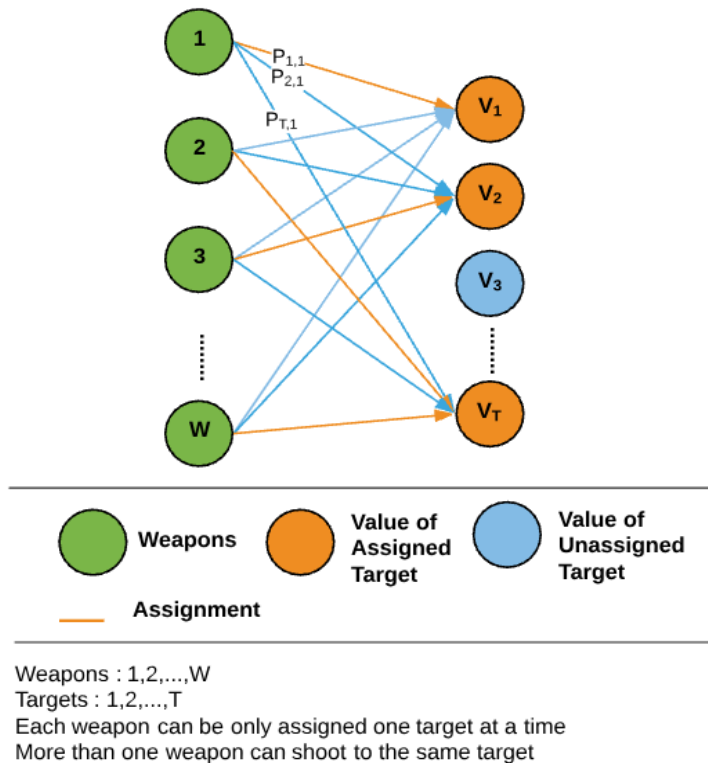 1
P1,1
P2,1
V1
2
PT,1
V2
3
V3
W
VT
Weapons
Value of
Assigned
Target
Value of
Unassigned
Target
Assignment
Weapons : 1,2,...,W
Targets : 1,2,...,T
Each weapon can be only assigned one target at a time
More than one weapon can shoot to the same target